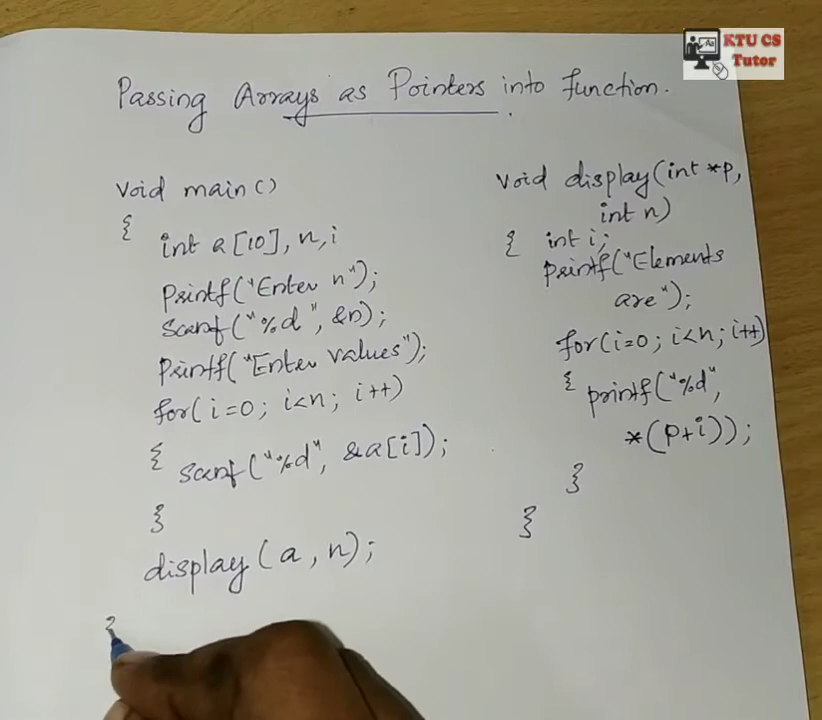 KTU CS
Tutor
Passing Arrays as Pointers into function.
void main()
{
int a[10], n, i
Printf("Enter n");
Scanf("%d", &n);
Printf("Enter values");
for(i=0; i<n; i++)
{ Scanf("%d", &a[i]);
}
display(a, n);
void display(int *p,
int n)
{ int i;
printf("Elements
are");
for(i=0; i<n; i++)
{ printf("%d",
*(p+i));
}
}